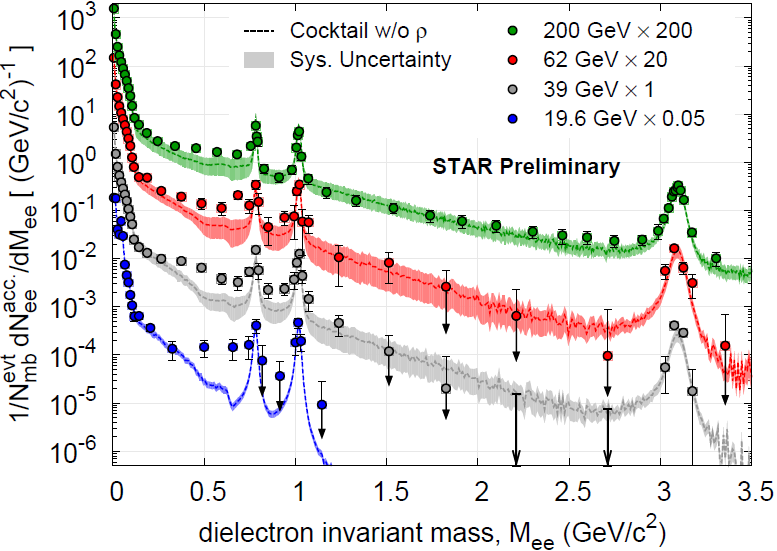 Cocktail w/o ρ
Sys. Uncertainty
200 GeV × 200
62 GeV × 20
39 GeV × 1
19.6 GeV × 0.05
STAR Preliminary
1/N^evt_mb dN^acc._ee/dM_ee [ (GeV/c²)⁻¹ ]
10³
10²
10¹
10⁰
10⁻¹
10⁻²
10⁻³
10⁻⁴
10⁻⁵
10⁻⁶
0 0.5 1 1.5 2 2.5 3 3.5
dielectron invariant mass, M_ee (GeV/c²)